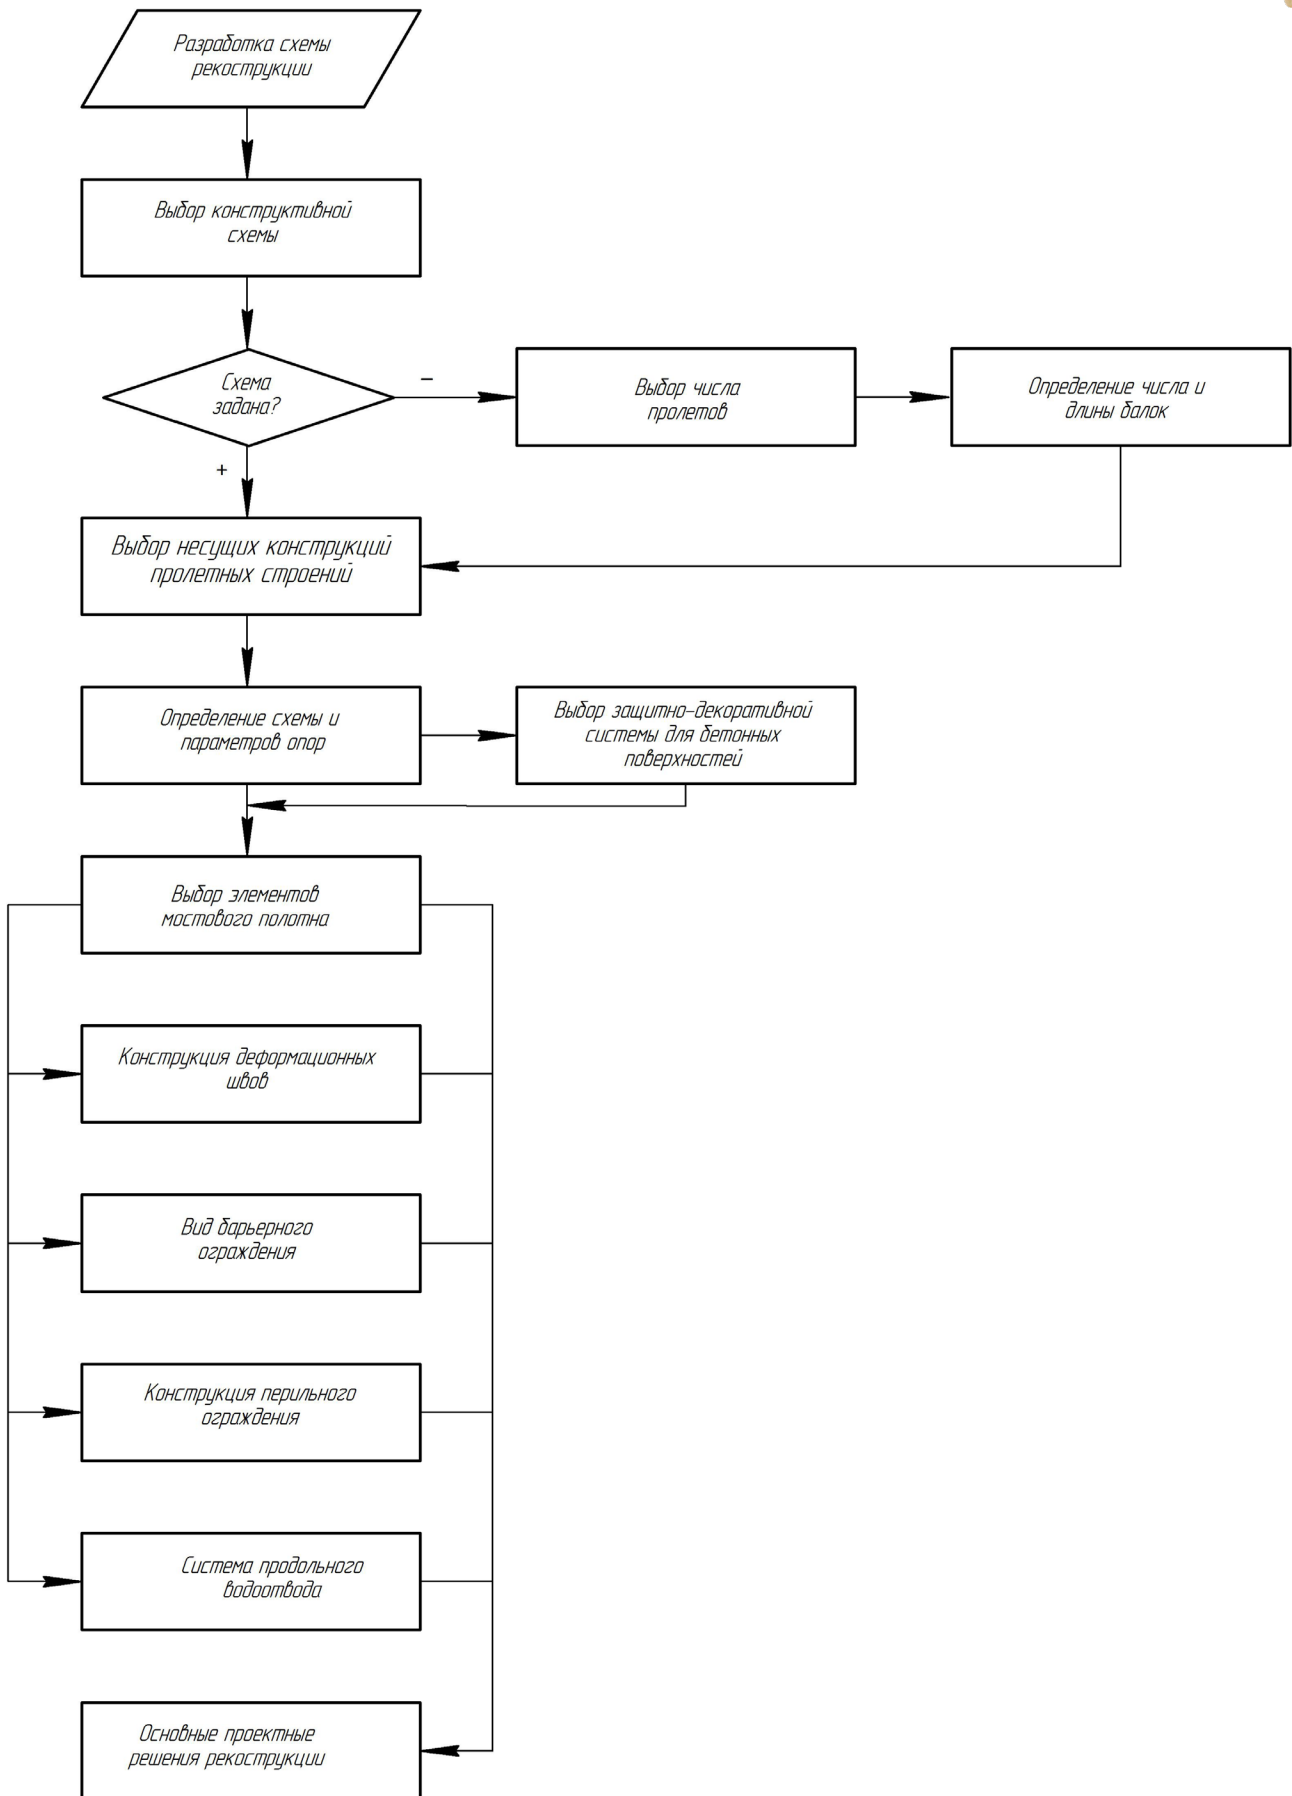 Разработка схемы
рекострукции
Выбор конструктивной
схемы
Схема
задана?
–
Выбор числа
пролетов
Определение числа и
длины балок
+
Выбор несущих конструкций
пролетных строений
Определение схемы и
параметров опор
Выбор защитно-декоративной
системы для бетонных
поверхностей
Выбор элементов
мостового полотна
Конструкция деформационных
швов
Вид барьерного
ограждения
Конструкция перильного
ограждения
Система продольного
водоотвода
Основные проектные
решения рекострукции